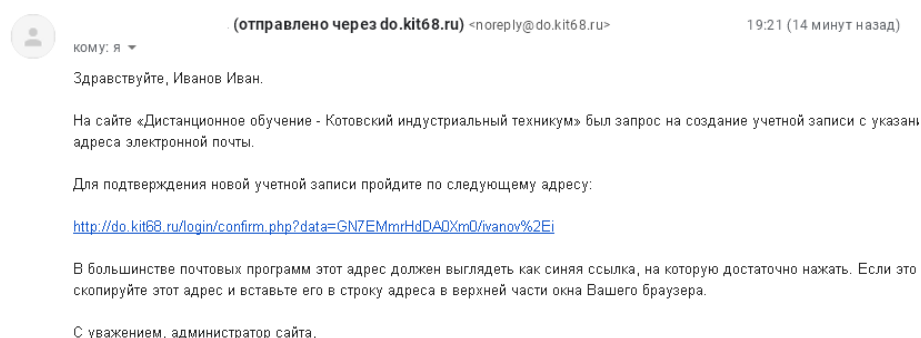 (отправлено через do.kit68.ru) <noreply@do.kit68.ru> 19:21 (14 минут назад)
кому: я
Здравствуйте, Иванов Иван.
На сайте «Дистанционное обучение - Котовский индустриальный техникум» был запрос на создание учетной записи с указан
адреса электронной почты.
Для подтверждения новой учетной записи пройдите по следующему адресу:
http://do.kit68.ru/login/confirm.php?data=GN7EMmrHdDA0Xm0/ivanov%2Ei
В большинстве почтовых программ этот адрес должен выглядеть как синяя ссылка, на которую достаточно нажать. Если это
скопируйте этот адрес и вставьте его в строку адреса в верхней части окна Вашего браузера.
С уважением, администратор сайта,